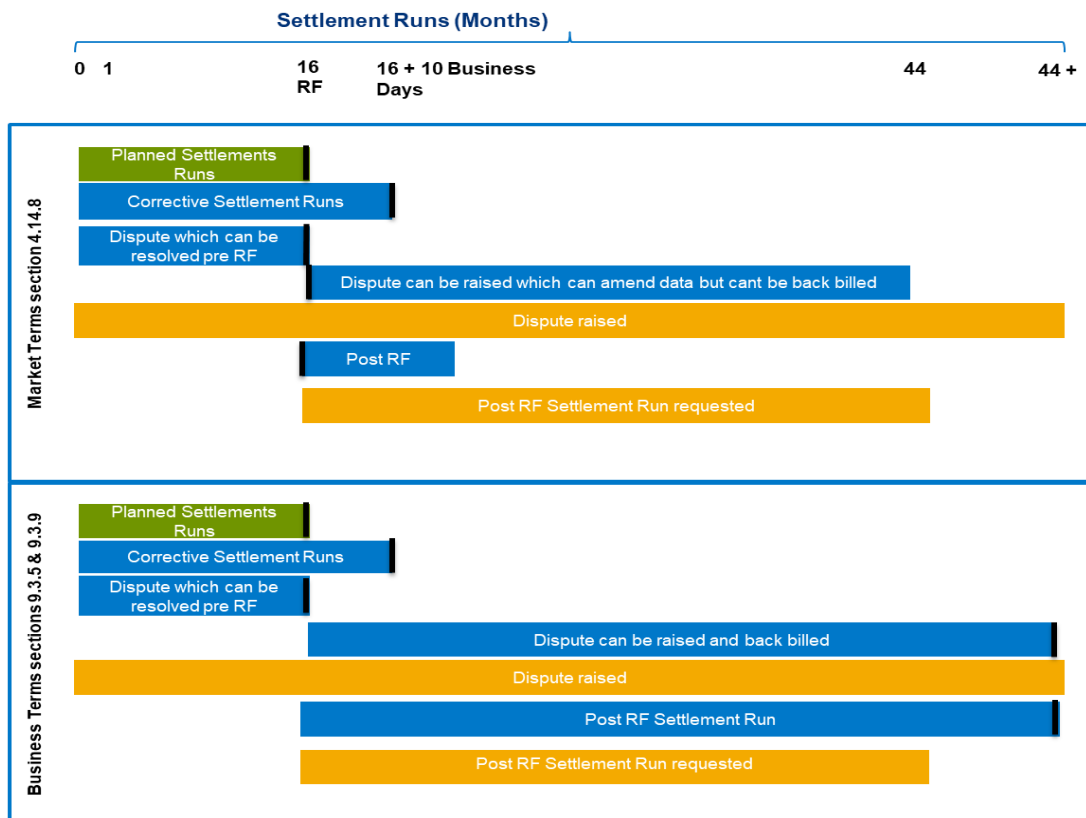 Settlement Runs (Months)
0 1 16 16 + 10 Business 44 44 +
RF Days
Market Terms section 4.14.8
Planned Settlements
Runs
Corrective Settlement Runs
Dispute which can be
resolved pre RF
Dispute can be raised which can amend data but cant be back billed
Dispute raised
Post RF
Post RF Settlement Run requested
Business Terms sections 9.3.5 & 9.3.9
Planned Settlements
Runs
Corrective Settlement Runs
Dispute which can be
resolved pre RF
Dispute can be raised and back billed
Dispute raised
Post RF Settlement Run
Post RF Settlement Run requested